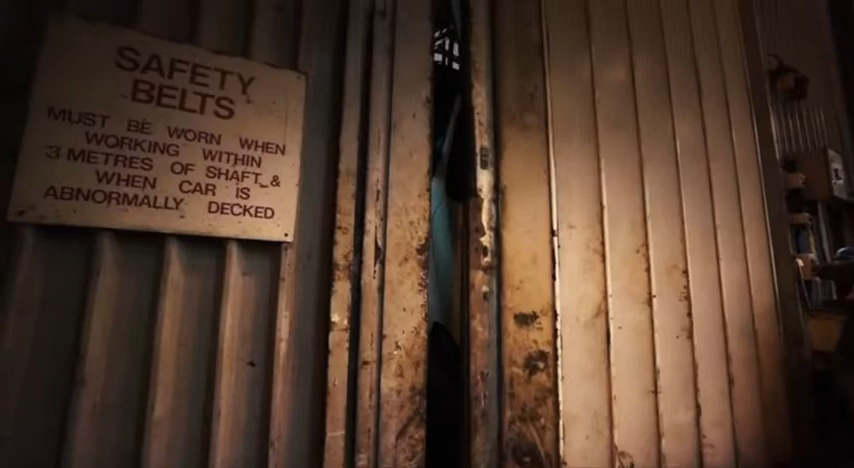 SAFETY
BELTS
MUST BE WORN WHEN
WORKING WITHIN
3 METRES OF SHAFT &
WHEN CAR IS
ABNORMALLY DECKED